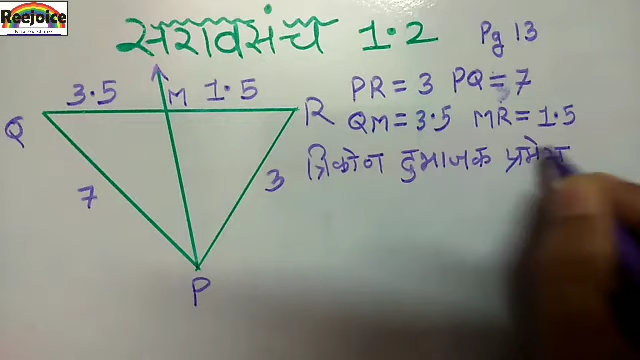 Reejoice
सरावसंच 1.2 Pg 13
3.5 M 1.5 PR = 3 PQ = 7
Q R QM = 3.5 MR = 1.5
त्रिकोन दुभाजक प्रमेय
7 3
P